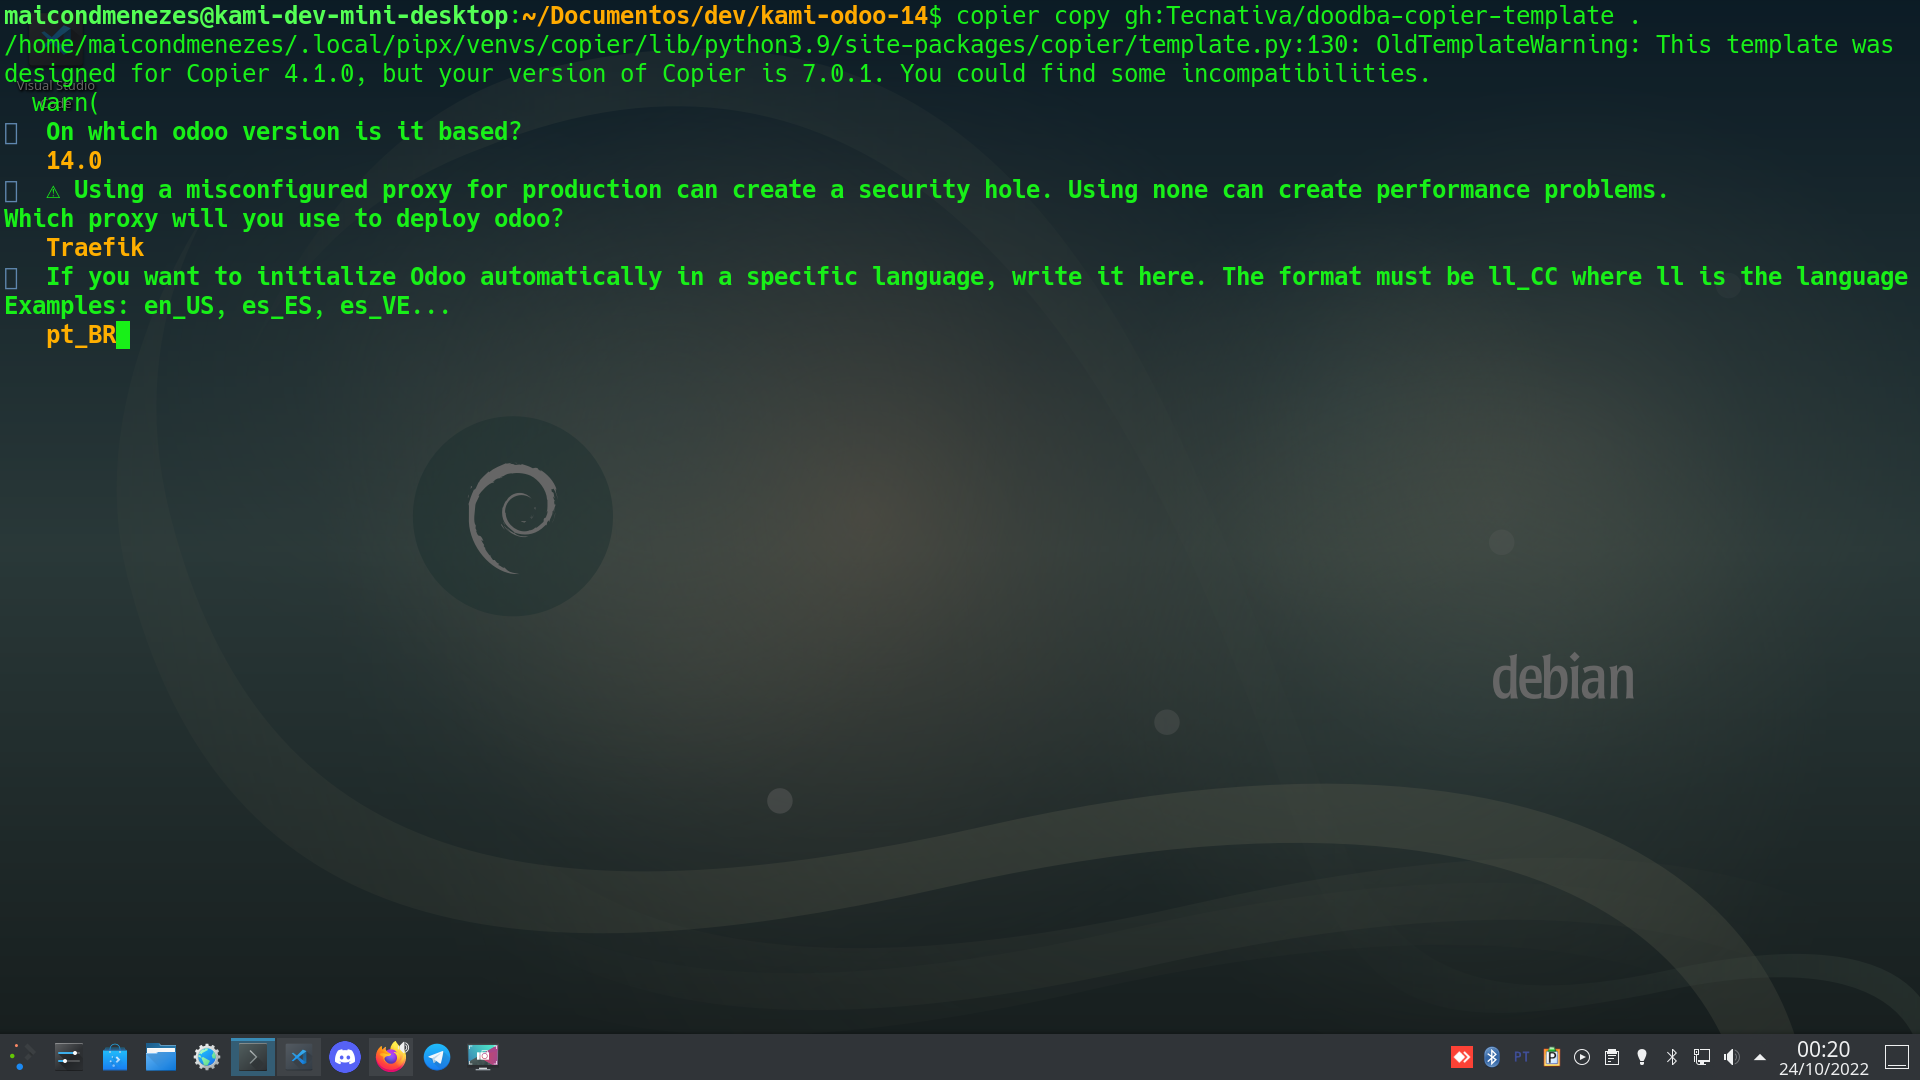 maicondmenezes@kami-dev-mini-desktop:~/Documentos/dev/kami-odoo-14$ copier copy gh:Tecnativa/doodba-copier-template .
/home/maicondmenezes/.local/pipx/venvs/copier/lib/python3.9/site-packages/copier/template.py:130: OldTemplateWarning: This template was
designed for Copier 4.1.0, but your version of Copier is 7.0.1. You could find some incompatibilities.
Visual Studio
warn(
On which odoo version is it based?
14.0
⚠ Using a misconfigured proxy for production can create a security hole. Using none can create performance problems.
Which proxy will you use to deploy odoo?
Traefik
If you want to initialize Odoo automatically in a specific language, write it here. The format must be ll_CC where ll is the language
Examples: en_US, es_ES, es_VE...
pt_BR
debian
PT
00:20
24/10/2022